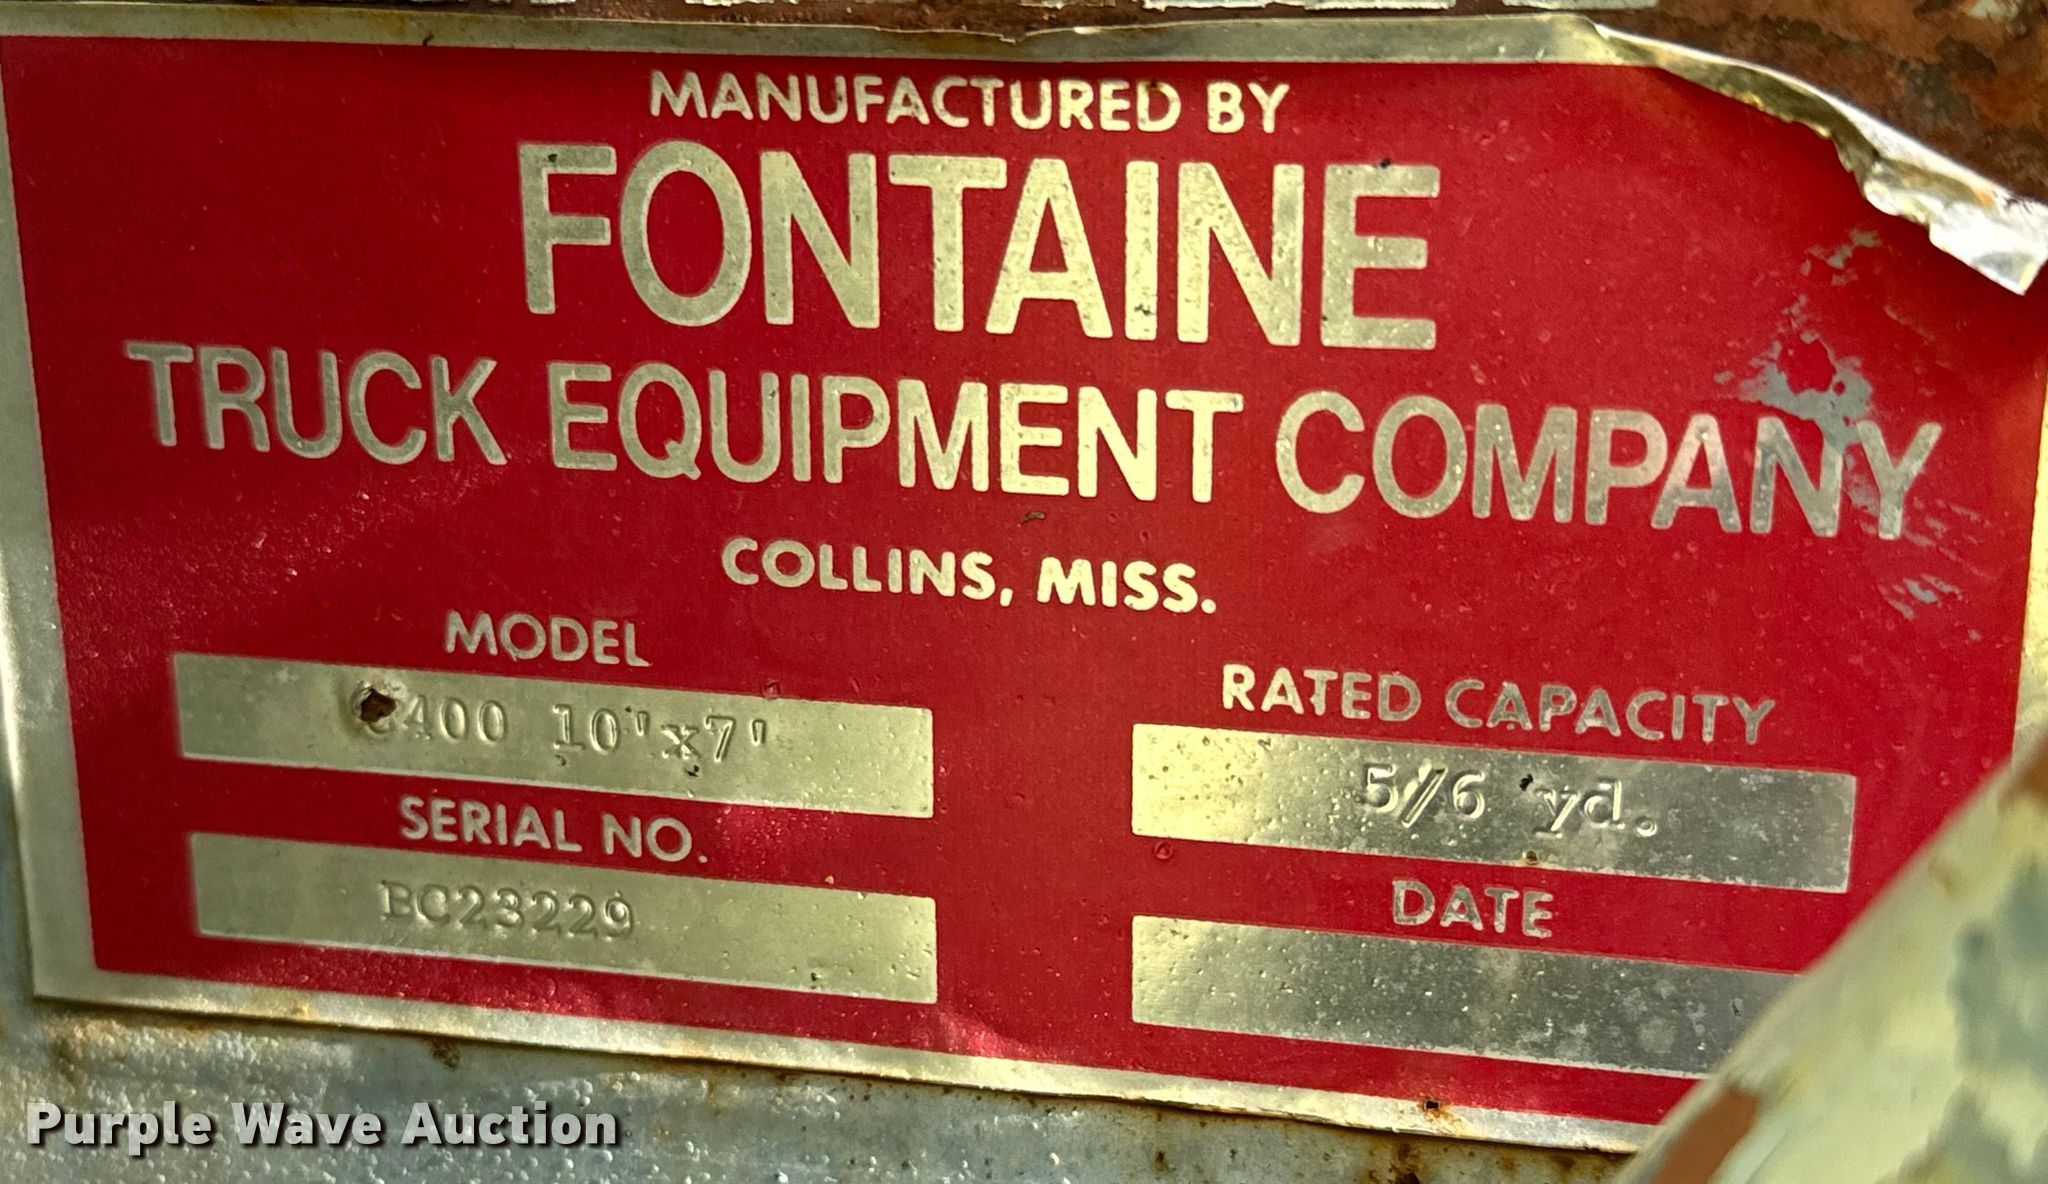 MANUFACTURED BY
FONTAINE
TRUCK EQUIPMENT COMPANY
COLLINS, MISS.
MODEL
C400 10'x7'
RATED CAPACITY
5/6 yd.
SERIAL NO.
BC23229
DATE
Purple Wave Auction